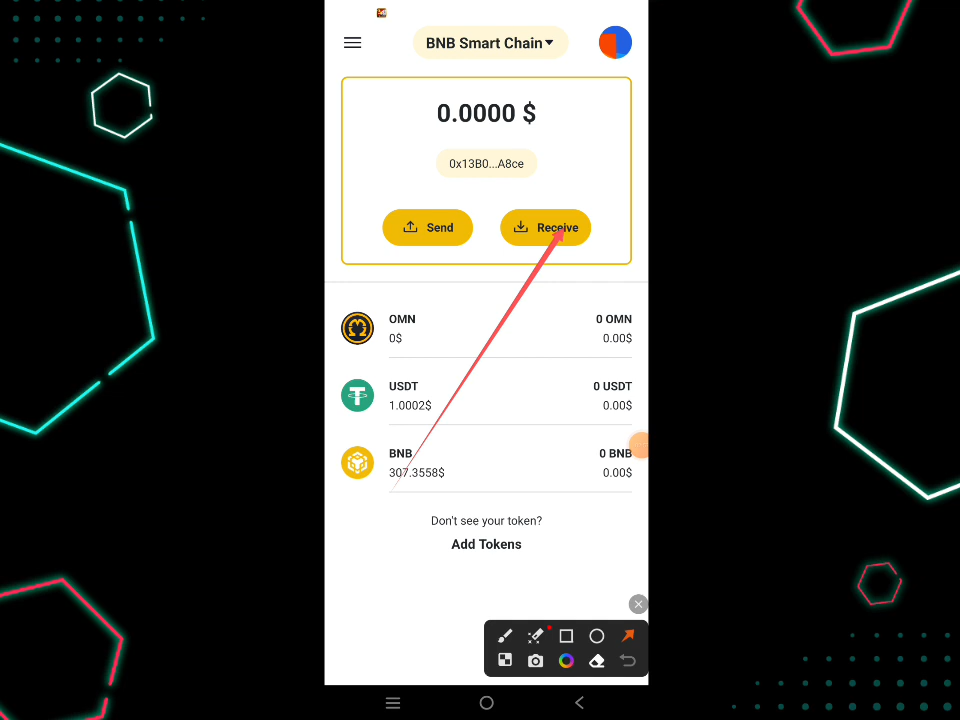 BNB Smart Chain
0.0000 $
0x13B0...A8ce
Send
Receive
OMN
0 OMN
0$
0.00$
USDT
0 USDT
1.0002$
0.00$
BNB
0 BNB
307.3558$
0.00$
Don't see your token?
Add Tokens